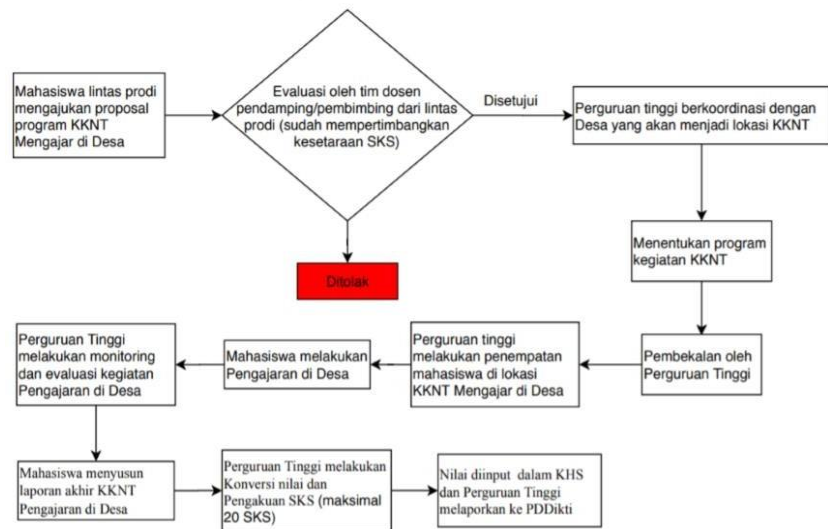 Mahasiswa lintas prodi
mengajukan proposal
program KKNT
Mengajar di Desa
Evaluasi oleh tim dosen
pendamping/pembimbing dari lintas
prodi (sudah mempertimbangkan
kesetaraan SKS)
Disetujui
Perguruan tinggi berkoordinasi dengan
Desa yang akan menjadi lokasi KKNT
Ditolak
Menentukan program
kegiatan KKNT
Pembekalan oleh
Perguruan Tinggi
Perguruan tinggi
melakukan penempatan
mahasiswa di lokasi
KKNT Mengajar di Desa
Mahasiswa melakukan
Pengajaran di Desa
Perguruan Tinggi
melakukan monitoring
dan evaluasi kegiatan
Pengajaran di Desa
Mahasiswa menyusun
laporan akhir KKNT
Pengajaran di Desa
Perguruan Tinggi melakukan
Konversi nilai dan
Pengakuan SKS (maksimal
20 SKS)
Nilai diinput dalam KHS
dan Perguruan Tinggi
melaporkan ke PDDikti